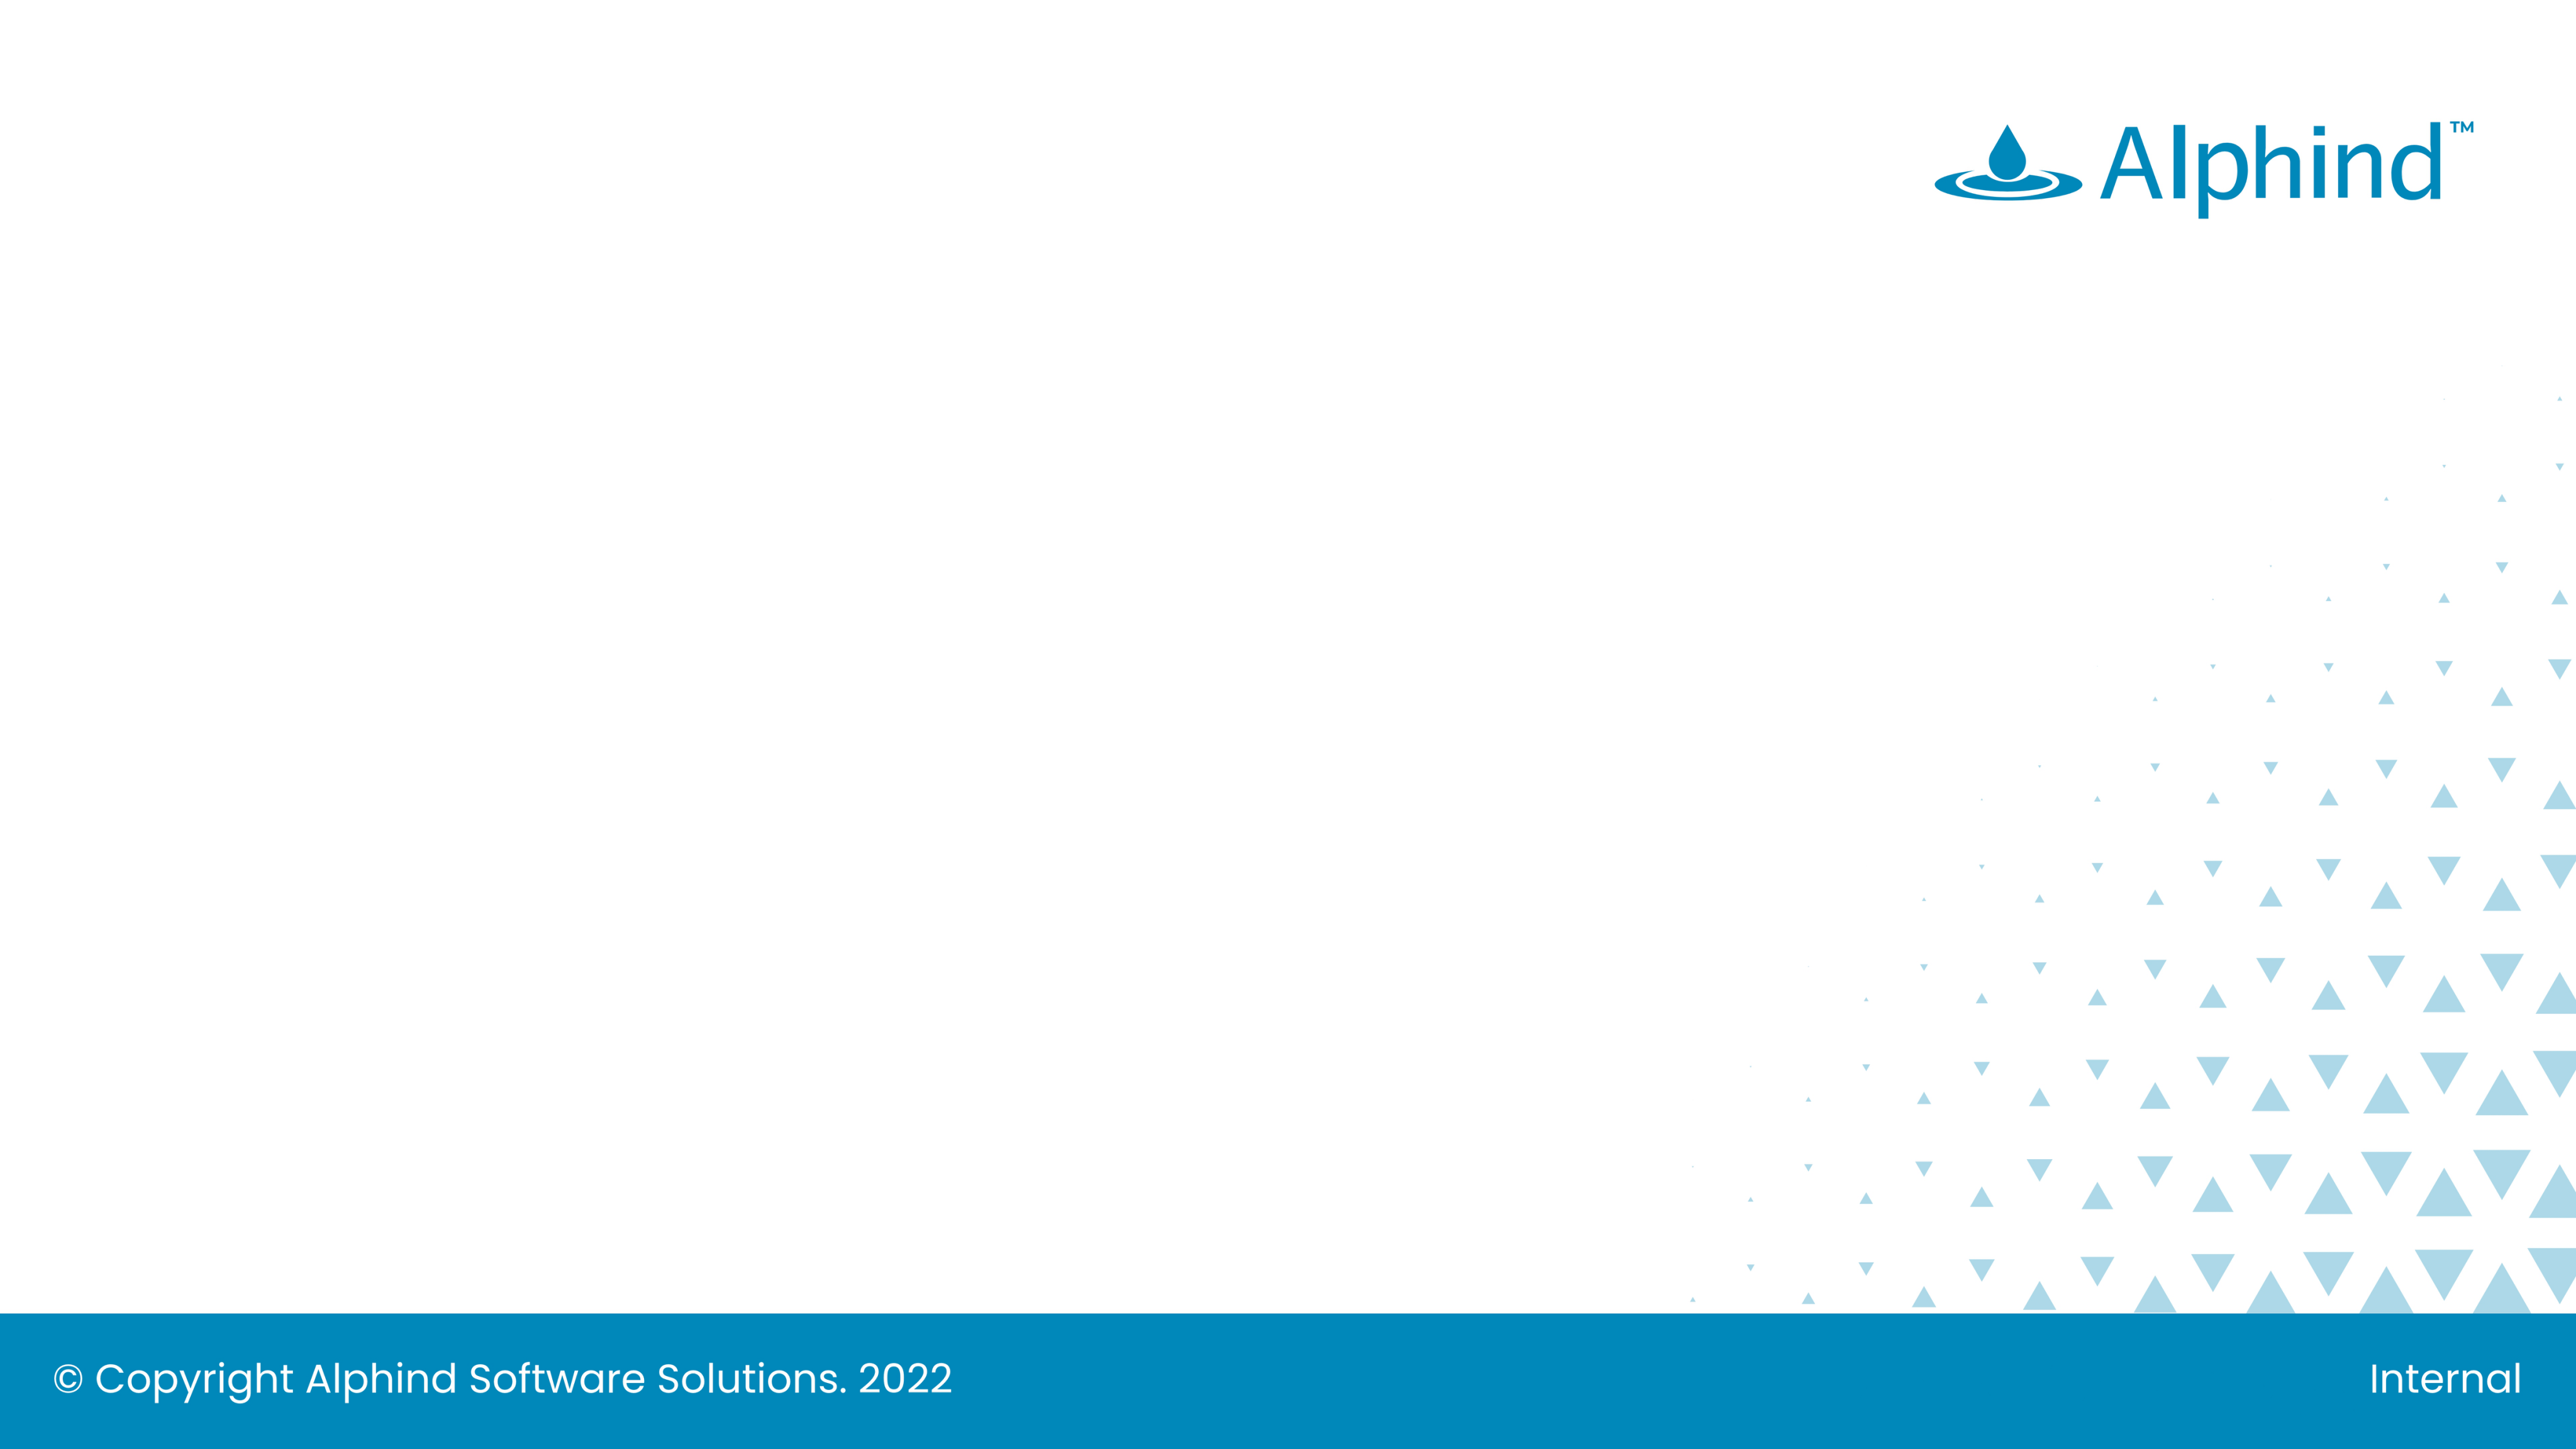 Alphind™
© Copyright Alphind Software Solutions. 2022
Internal